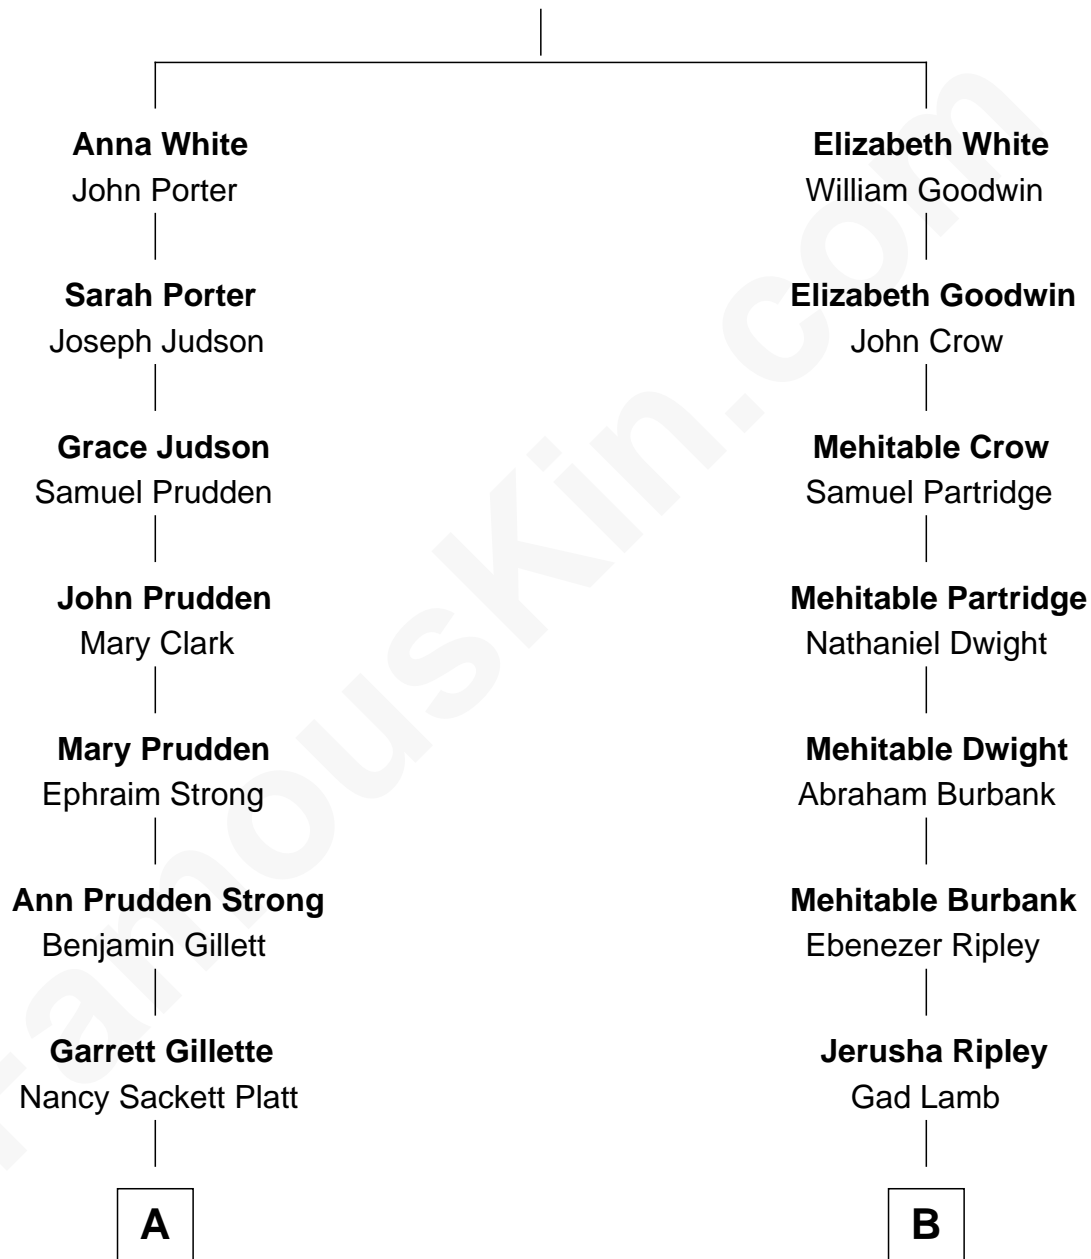 Anna White
John Porter
Sarah Porter
Joseph Judson
Grace Judson
Samuel Prudden
John Prudden
Mary Clark
Mary Prudden
Ephraim Strong
Ann Prudden Strong
Benjamin Gillett
Garrett Gillette
Nancy Sackett Platt
A
Elizabeth White
William Goodwin
Elizabeth Goodwin
John Crow
Mehitable Crow
Samuel Partridge
Mehitable Partridge
Nathaniel Dwight
Mehitable Dwight
Abraham Burbank
Mehitable Burbank
Ebenezer Ripley
Jerusha Ripley
Gad Lamb
B
FamousKin.com